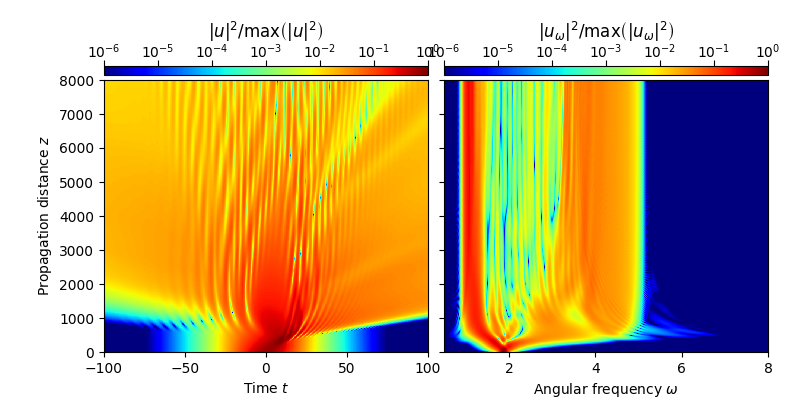 |u|²/max(|u|²)
|u_ω|²/max(|u_ω|²)
10⁻⁶ 10⁻⁵ 10⁻⁴ 10⁻³ 10⁻² 10⁻¹ 10⁰
10⁻⁶ 10⁻⁵ 10⁻⁴ 10⁻³ 10⁻² 10⁻¹ 10⁰
8000
7000
6000
5000
4000
3000
2000
1000
0
Propagation distance z
−100 −50 0 50 100
2 4 6 8
Time t
Angular frequency ω